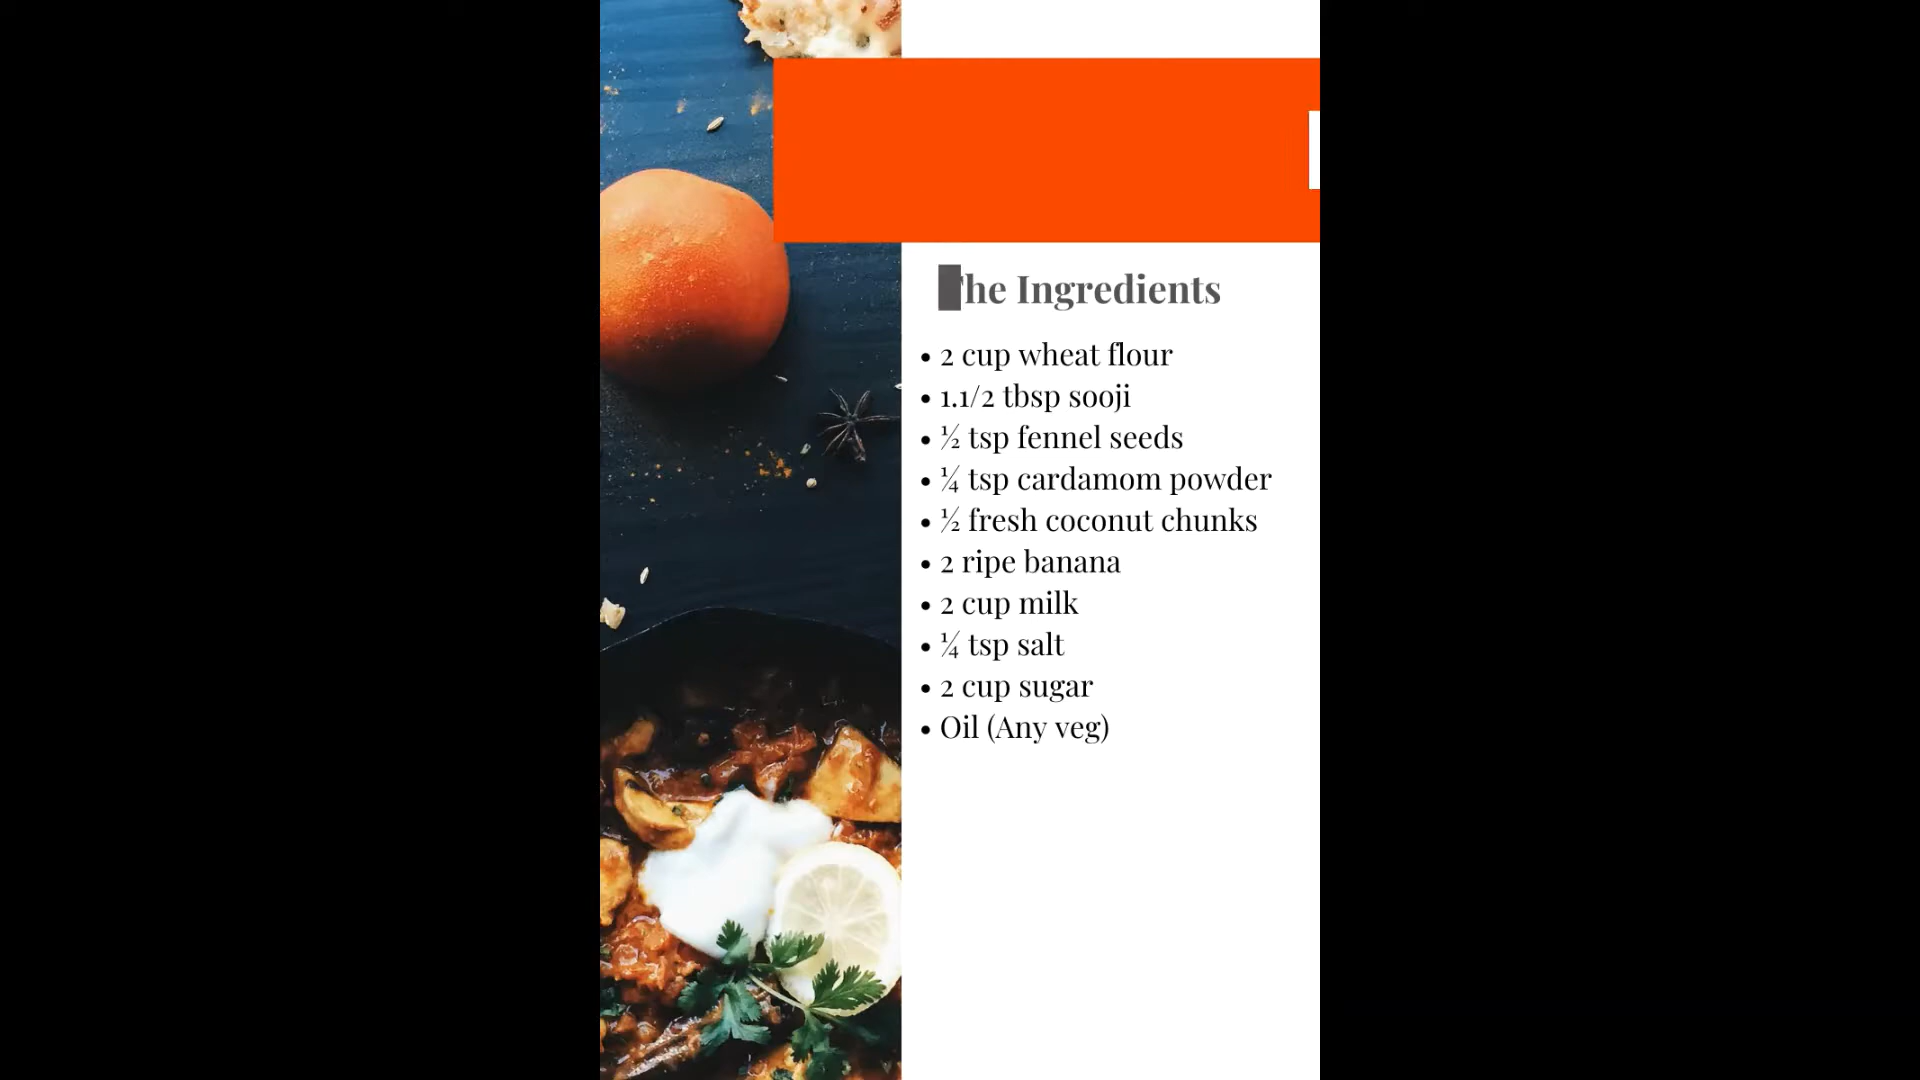 The Ingredients
• 2 cup wheat flour
• 1.1/2 tbsp sooji
• ½ tsp fennel seeds
• ¼ tsp cardamom powder
• ½ fresh coconut chunks
• 2 ripe banana
• 2 cup milk
• ¼ tsp salt
• 2 cup sugar
• Oil (Any veg)